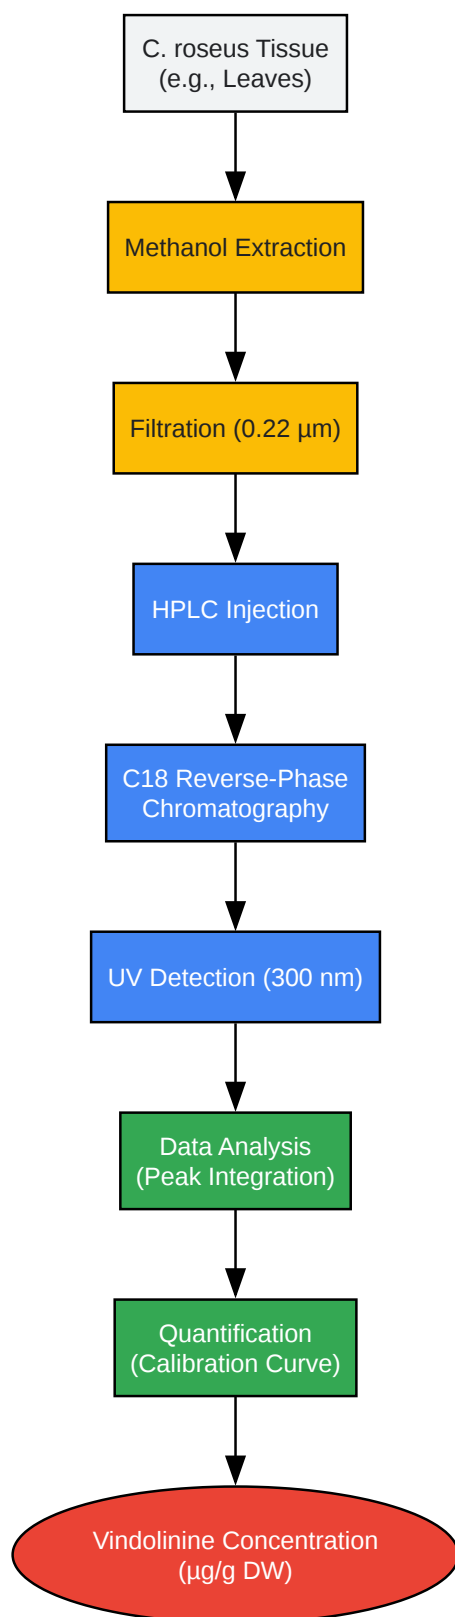 C. roseus Tissue
(e.g., Leaves)
Methanol Extraction
Filtration (0.22 µm)
HPLC Injection
C18 Reverse-Phase
Chromatography
UV Detection (300 nm)
Data Analysis
(Peak Integration)
Quantification
(Calibration Curve)
Vindolinine Concentration
(µg/g DW)